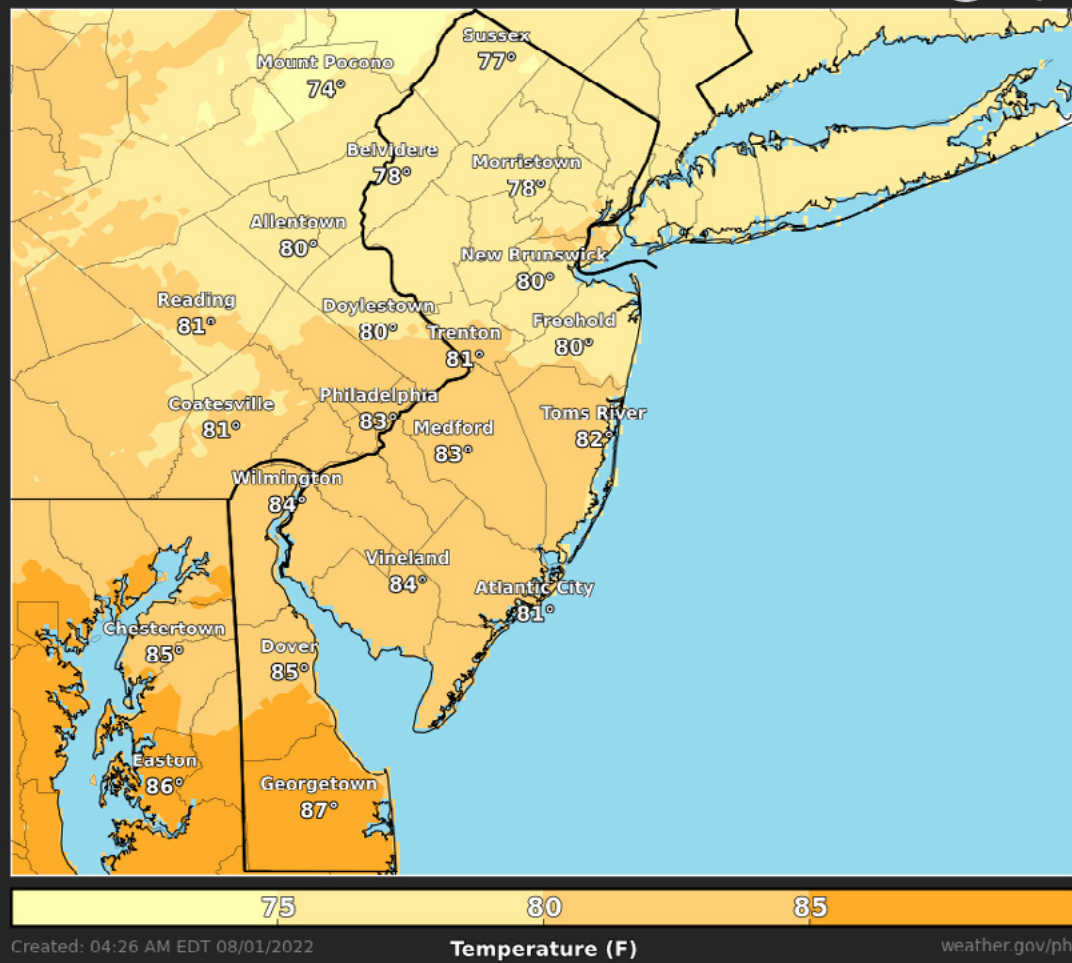 Sussex
77°
Mount Pocono
74°
Belvidere
78°
Morristown
78°
Allentown
80°
New Brunswick
80°
Reading
81°
Doylestown
80°
Freehold
80°
Trenton
81°
Philadelphia
83°
Coatesville
81°
Toms River
82°
Medford
83°
Wilmington
84°
Vineland
84°
Atlantic City
81°
Chestertown
85°
Dover
85°
Easton
86°
Georgetown
87°
75 80 85
Created: 04:26 AM EDT 08/01/2022 Temperature (F) weather.gov/ph